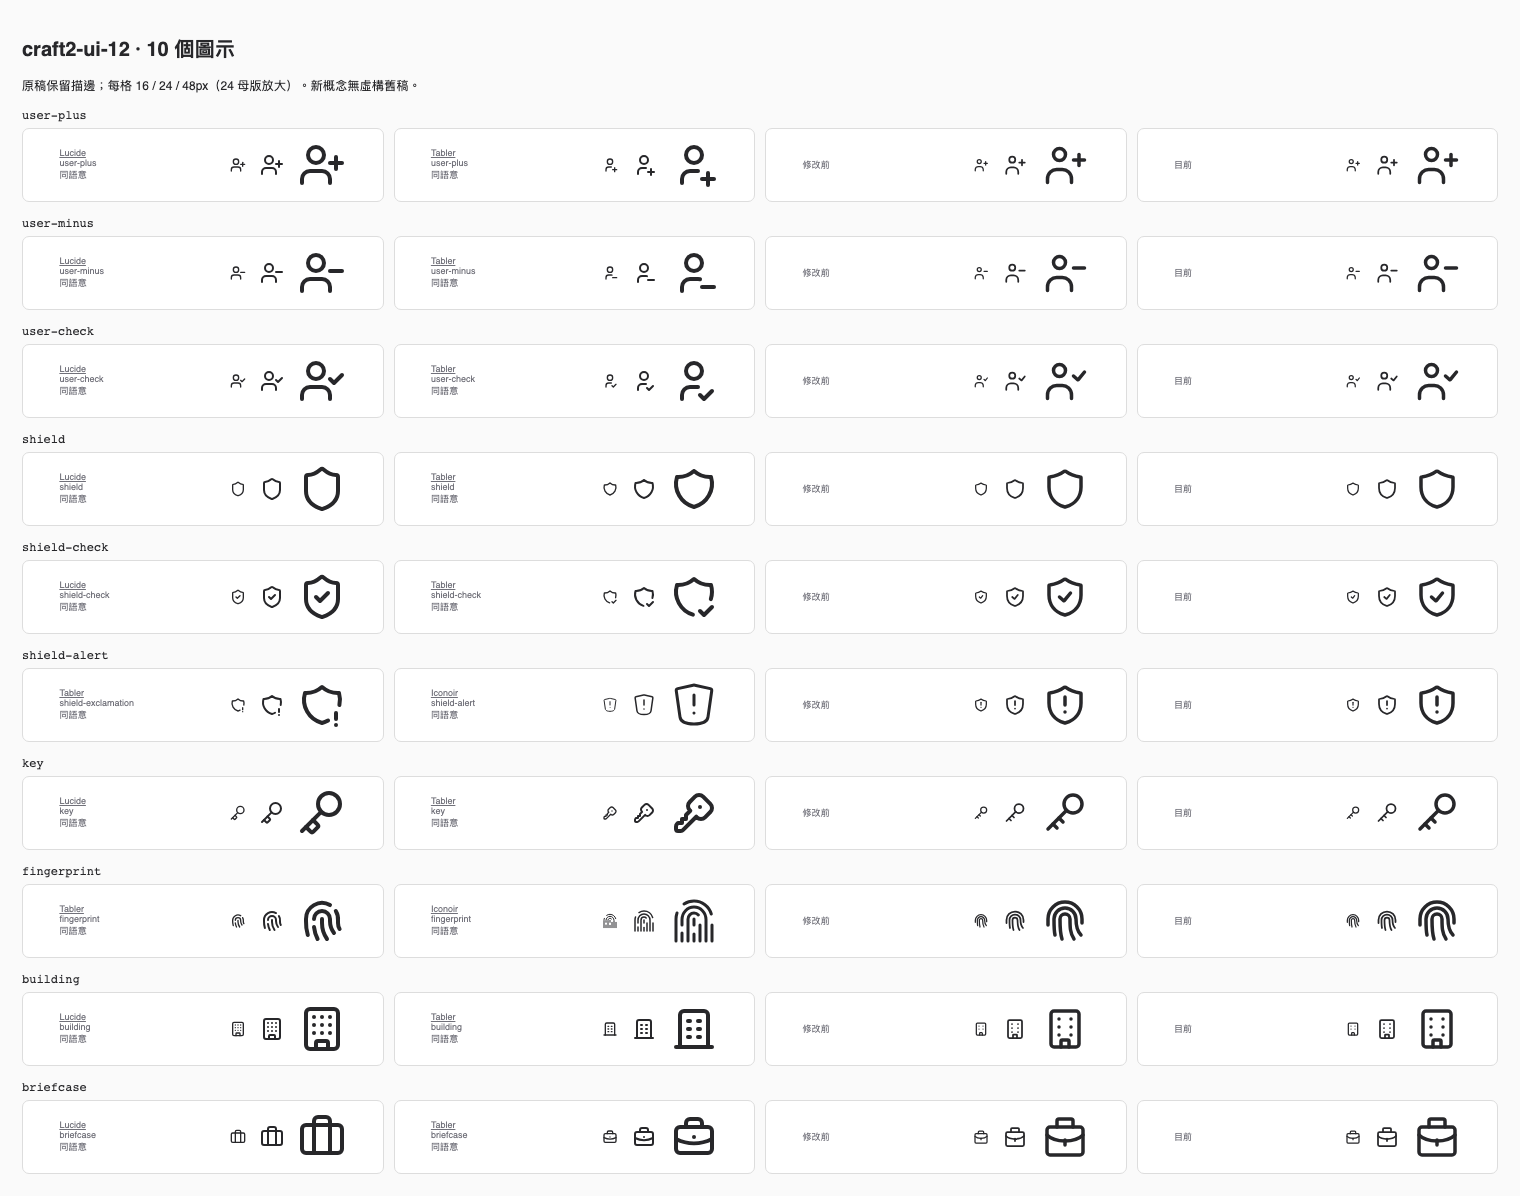 craft2-ui-12 · 10 個圖示
原稿保留描邊；每格 16 / 24 / 48px（24 母版放大）。新概念無虛構舊稿。
user-plus
Lucide
user-plus
同語意
Tabler
user-plus
同語意
修改前
目前
user-minus
Lucide
user-minus
同語意
Tabler
user-minus
同語意
修改前
目前
user-check
Lucide
user-check
同語意
Tabler
user-check
同語意
修改前
目前
shield
Lucide
shield
同語意
Tabler
shield
同語意
修改前
目前
shield-check
Lucide
shield-check
同語意
Tabler
shield-check
同語意
修改前
目前
shield-alert
Tabler
shield-exclamation
同語意
Iconoir
shield-alert
同語意
修改前
目前
key
Lucide
key
同語意
Tabler
key
同語意
修改前
目前
fingerprint
Tabler
fingerprint
同語意
Iconoir
fingerprint
同語意
修改前
目前
building
Lucide
building
同語意
Tabler
building
同語意
修改前
目前
briefcase
Lucide
briefcase
同語意
Tabler
briefcase
同語意
修改前
目前